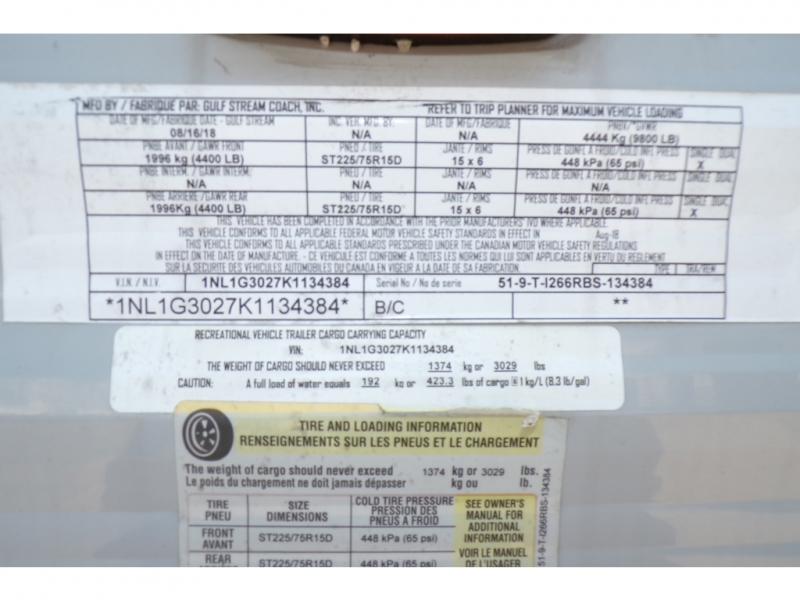 MFD BY / FABRIQUE PAR: GULF STREAM COACH, INC. *REFER TO TRIP PLANNER FOR MAXIMUM VEHICLE LOADING
DATE OF MFG/FABRIQUE DATE - GULF STREAM INC. VEH. MFG. BY: DATE OF MFG/FABRIQUE PNBV/*GVWR
08/16/18 N/A N/A 4444 Kg (9800 LB)
PNBE AVANT / GAWR FRONT PNEU / TIRE JANTE / RIMS PRESS DE GONFL A FROID/COLD INFL PRESS SINGLE DUAL
1996 kg (4400 LB) ST225/75R15D 15 x 6 448 kPa (65 psi) X
PNBE INTERM. / GAWR INTERM. PNEU / TIRE JANTE / RIMS PRESS DE GONFL A FROID/COLD INFL PRESS SINGLE DUAL
N/A N/A N/A N/A
PNBE ARRIERE/GAWR REAR PNEU / TIRE JANTE / RIMS PRESS DE GONFL A FROID/COLD INFL PRESS SINGLE DUAL
1996Kg (4400 LB) ST225/75R15D 15 x 6 448 kPa (65 psi) X
THIS VEHICLE HAS BEEN COMPLETED IN ACCORDANCE WITH THE PRIOR MANUFACTURERS' IVD WHERE APPLICABLE.
THIS VEHICLE CONFORMS TO ALL APPLICABLE FEDERAL MOTOR VEHICLE SAFETY STANDARDS IN EFFECT IN Aug-18
THIS VEHICLE CONFORMS TO ALL APPLICABLE STANDARDS PRESCRIBED UNDER THE CANADIAN MOTOR VEHICLE SAFETY REGULATIONS
IN EFFECT ON THE DATE OF MANUFACTURE. - CE VEHICULE EST CONFORME A TOUTES LES NORMES QUI LUI SONT APPLICABLES EN VERTU DU REGLEMENT
SUR LA SECURITE DES VEHICULES AUTOMOBILES DU CANADA EN VIGEUR A LA DATE DE SA FABRICATION. TYPE TRA/REM
V.I.N. / N.I.V. 1NL1G3027K1134384 Serial No / No de serie 51-9-T-I266RBS-134384
*1NL1G3027K1134384* B/C **
RECREATIONAL VEHICLE TRAILER CARGO CARRYING CAPACITY
VIN: 1NL1G3027K1134384
THE WEIGHT OF CARGO SHOULD NEVER EXCEED 1374 kg or 3029 lbs
CAUTION: A full load of water equals 192 kg or 423.3 lbs of cargo @ 1 kg/L (8.3 lb/gal)
TIRE AND LOADING INFORMATION
RENSEIGNEMENTS SUR LES PNEUS ET LE CHARGEMENT
The weight of cargo should never exceed 1374 kg or 3029 lbs.
Le poids du chargement ne doit jamais dépasser kg ou lb.
TIRE PNEU SIZE DIMENSIONS COLD TIRE PRESSURE PRESSION DES PNEUS A FROID SEE OWNER'S MANUAL FOR ADDITIONAL INFORMATION
FRONT AVANT ST225/75R15D 448 kPa (65 psi)
VOIR LE MANUEL DE L'USAGER
REAR ST225/75R15D 448 kPa (65 psi)
51-9-T-I266RBS-134384